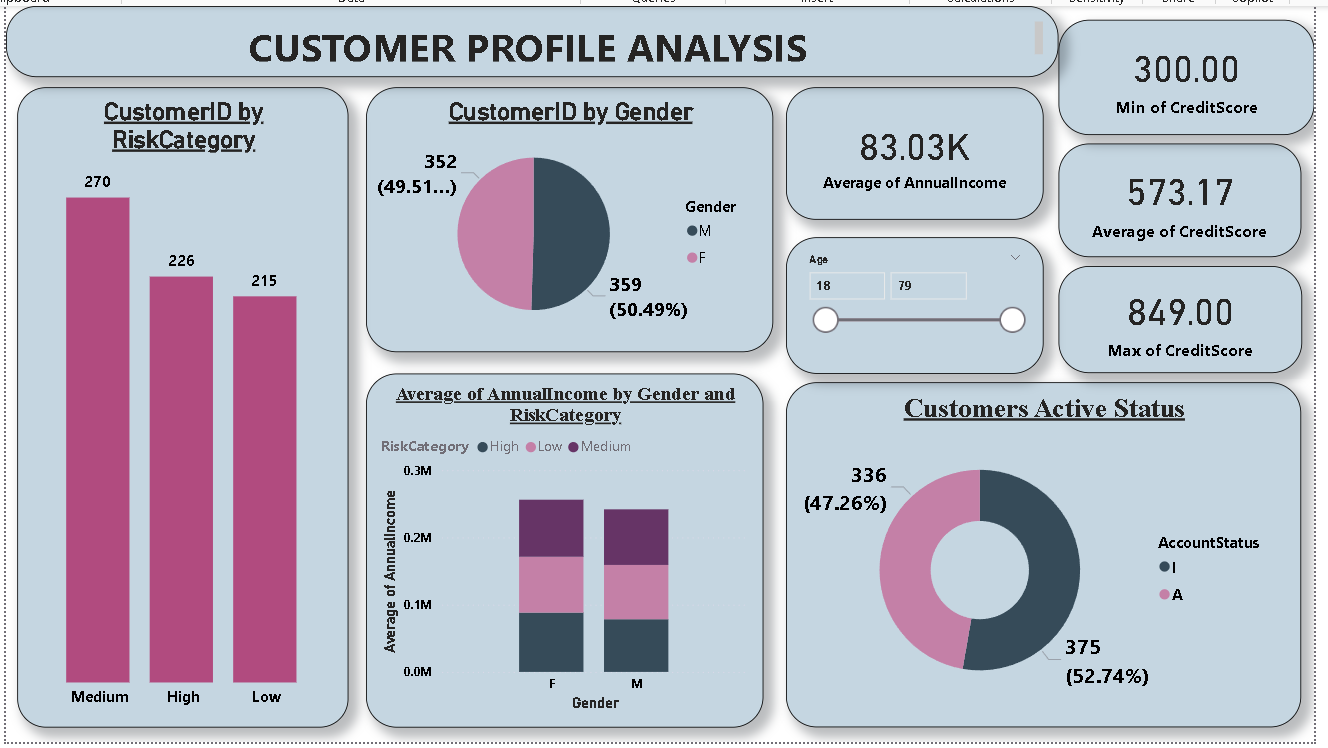 CUSTOMER PROFILE ANALYSIS
300.00
Min of CreditScore
CustomerID by
RiskCategory
270
226
215
Medium
High
Low
CustomerID by Gender
352
(49.51...)
359
(50.49%)
Gender
M
F
83.03K
Average of AnnualIncome
573.17
Average of CreditScore
Age
18
79
849.00
Max of CreditScore
Average of AnnualIncome by Gender and
RiskCategory
RiskCategory High Low Medium
Average of AnnualIncome
0.3M
0.2M
0.1M
0.0M
F
M
Gender
Customers Active Status
336
(47.26%)
375
(52.74%)
AccountStatus
I
A